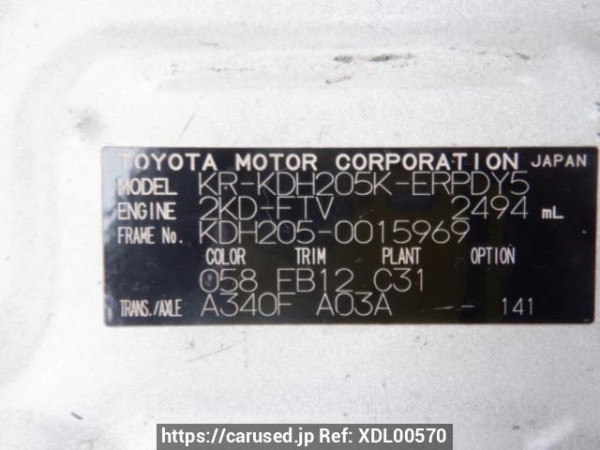 TOYOTA MOTOR CORPORATION JAPAN
MODEL KR-KDH205K-ERPDY5
ENGINE 2KD-FTV 2494 mL
FRAME No. KDH205-0015969
COLOR TRIM PLANT OPTION
058 FB12 C31
TRANS./AXLE A340F A03A -- 141
https://carused.jp Ref: XDL00570